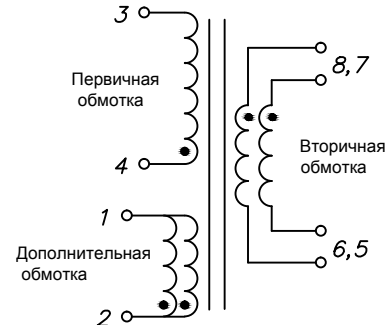 3
Первичная
обмотка
4
8,7
Вторичная
обмотка
6,5
1
Дополнительная
обмотка
2